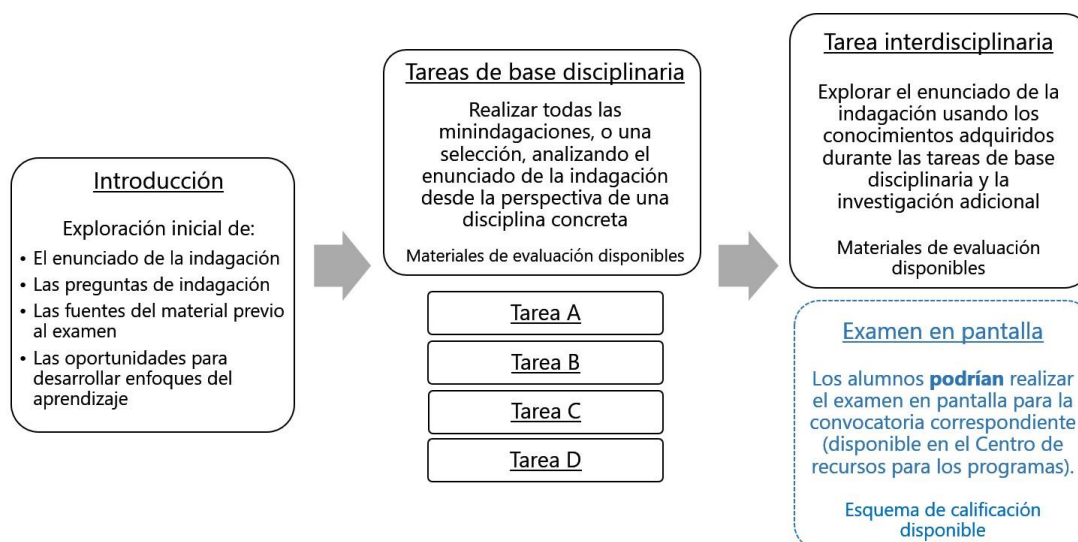 Introducción
Exploración inicial de:
• El enunciado de la indagación
• Las preguntas de indagación
• Las fuentes del material previo
al examen
• Las oportunidades para
desarrollar enfoques del
aprendizaje
Tareas de base disciplinaria
Realizar todas las
minindagaciones, o una
selección, analizando el
enunciado de la indagación
desde la perspectiva de una
disciplina concreta
Materiales de evaluación disponibles
Tarea A
Tarea B
Tarea C
Tarea D
Tarea interdisciplinaria
Explorar el enunciado de la
indagación usando los
conocimientos adquiridos
durante las tareas de base
disciplinaria y la
investigación adicional
Materiales de evaluación
disponibles
Examen en pantalla
Los alumnos podrían realizar
el examen en pantalla para la
convocatoria correspondiente
(disponible en el Centro de
recursos para los programas).
Esquema de calificación
disponible